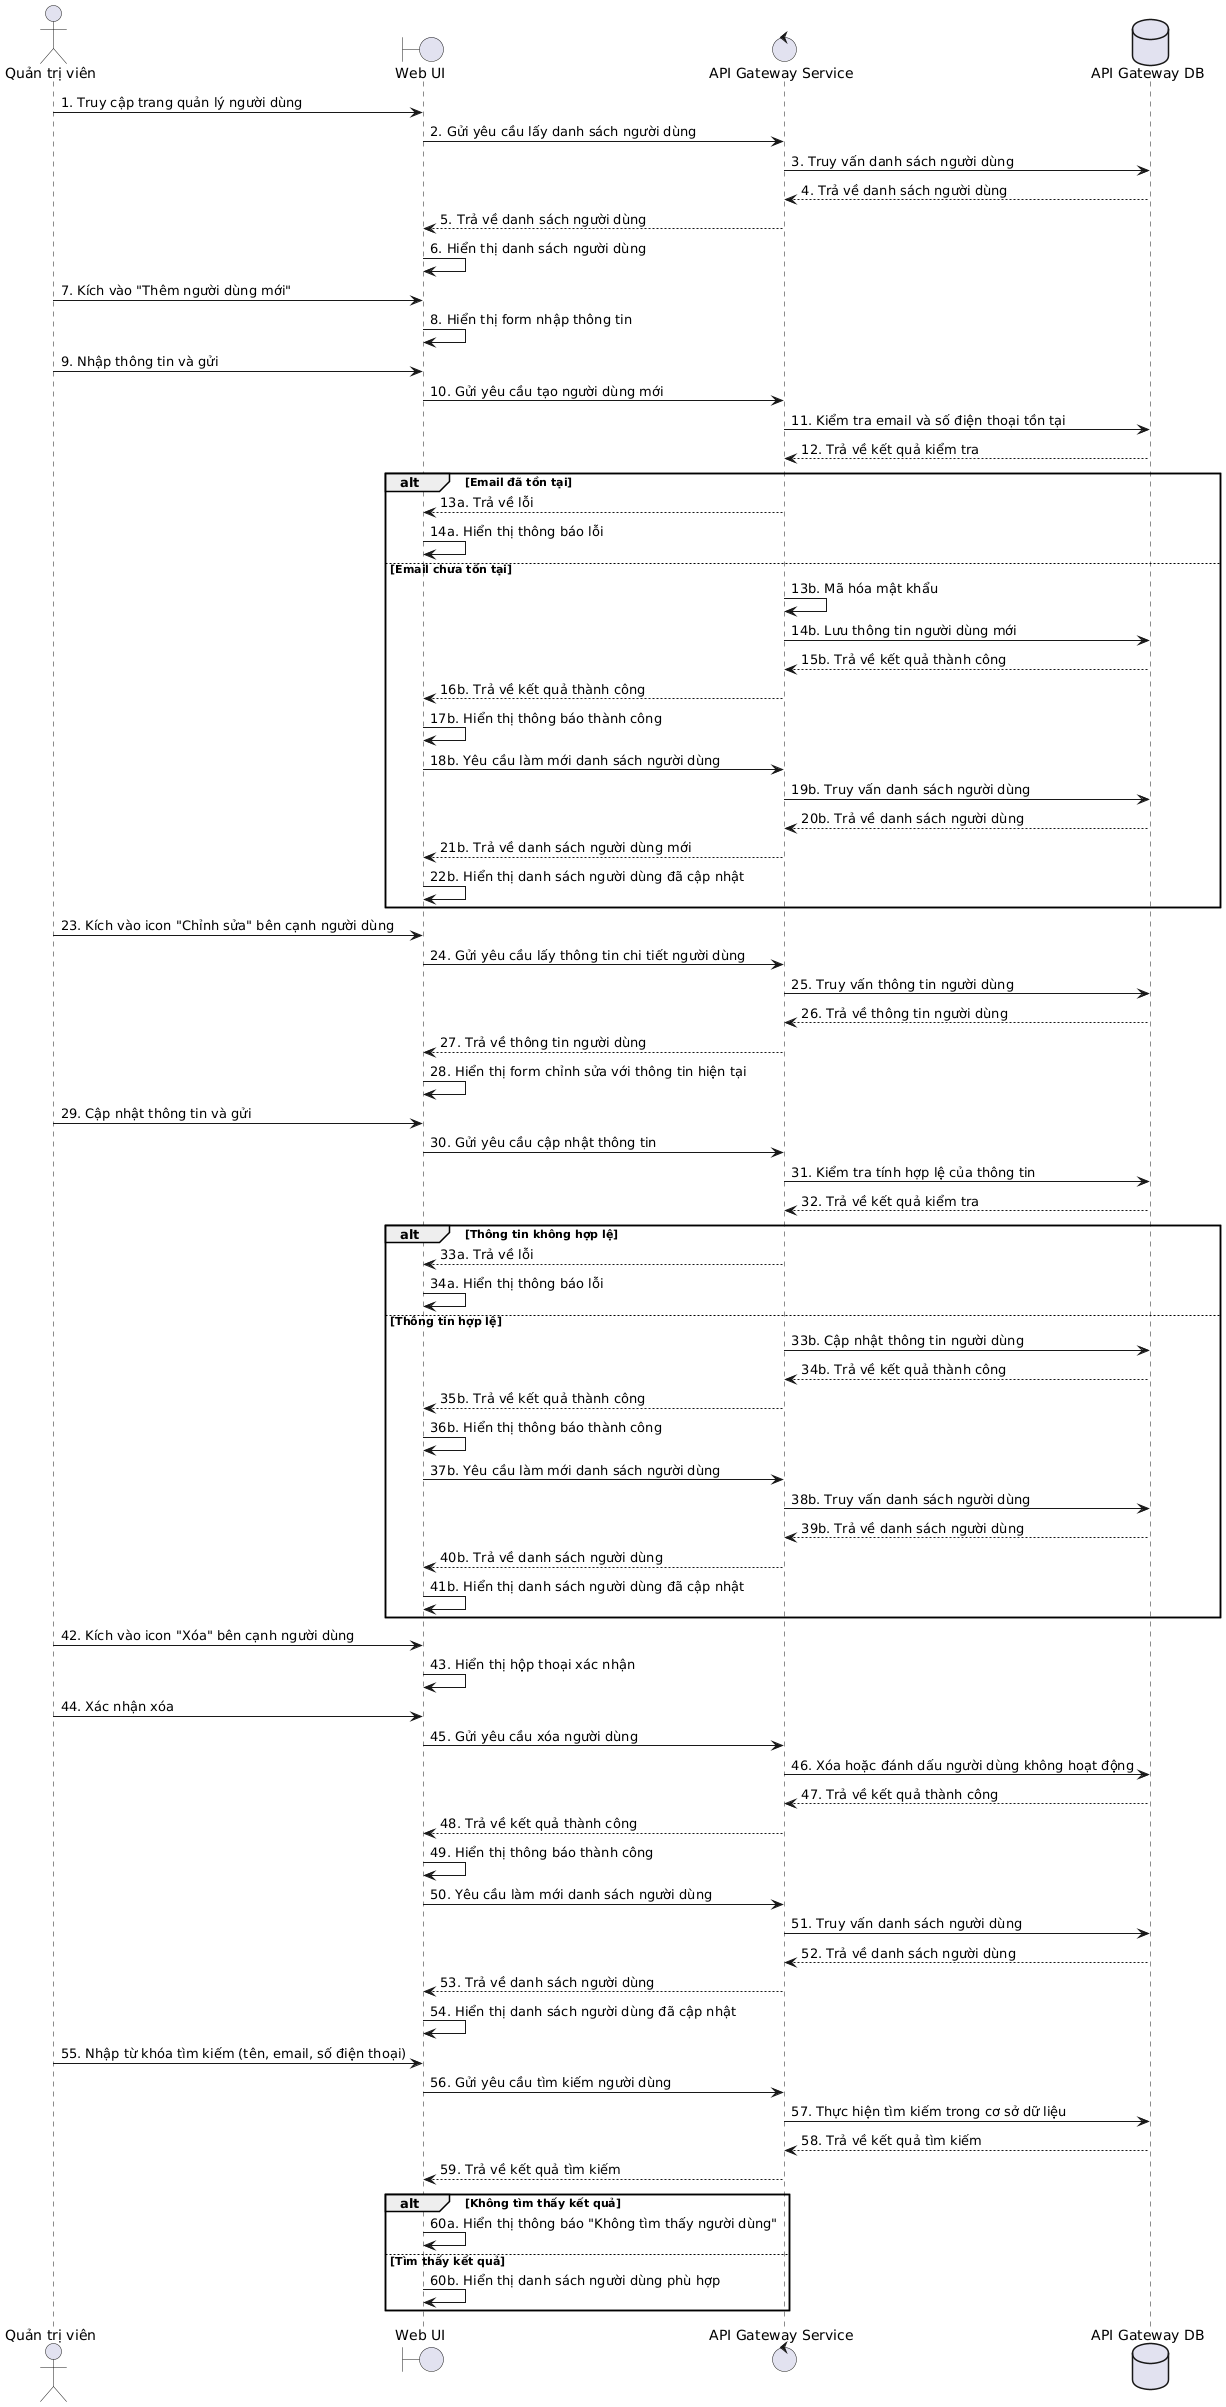 Quản trị viên
Web UI
API Gateway Service
API Gateway DB
1. Truy cập trang quản lý người dùng
2. Gửi yêu cầu lấy danh sách người dùng
3. Truy vấn danh sách người dùng
4. Trả về danh sách người dùng
5. Trả về danh sách người dùng
6. Hiển thị danh sách người dùng
7. Kích vào "Thêm người dùng mới"
8. Hiển thị form nhập thông tin
9. Nhập thông tin và gửi
10. Gửi yêu cầu tạo người dùng mới
11. Kiểm tra email và số điện thoại tồn tại
12. Trả về kết quả kiểm tra
alt [Email đã tồn tại]
13a. Trả về lỗi
14a. Hiển thị thông báo lỗi
[Email chưa tồn tại]
13b. Mã hóa mật khẩu
14b. Lưu thông tin người dùng mới
15b. Trả về kết quả thành công
16b. Trả về kết quả thành công
17b. Hiển thị thông báo thành công
18b. Yêu cầu làm mới danh sách người dùng
19b. Truy vấn danh sách người dùng
20b. Trả về danh sách người dùng
21b. Trả về danh sách người dùng mới
22b. Hiển thị danh sách người dùng đã cập nhật
23. Kích vào icon "Chỉnh sửa" bên cạnh người dùng
24. Gửi yêu cầu lấy thông tin chi tiết người dùng
25. Truy vấn thông tin người dùng
26. Trả về thông tin người dùng
27. Trả về thông tin người dùng
28. Hiển thị form chỉnh sửa với thông tin hiện tại
29. Cập nhật thông tin và gửi
30. Gửi yêu cầu cập nhật thông tin
31. Kiểm tra tính hợp lệ của thông tin
32. Trả về kết quả kiểm tra
alt [Thông tin không hợp lệ]
33a. Trả về lỗi
34a. Hiển thị thông báo lỗi
[Thông tin hợp lệ]
33b. Cập nhật thông tin người dùng
34b. Trả về kết quả thành công
35b. Trả về kết quả thành công
36b. Hiển thị thông báo thành công
37b. Yêu cầu làm mới danh sách người dùng
38b. Truy vấn danh sách người dùng
39b. Trả về danh sách người dùng
40b. Trả về danh sách người dùng
41b. Hiển thị danh sách người dùng đã cập nhật
42. Kích vào icon "Xóa" bên cạnh người dùng
43. Hiển thị hộp thoại xác nhận
44. Xác nhận xóa
45. Gửi yêu cầu xóa người dùng
46. Xóa hoặc đánh dấu người dùng không hoạt động
47. Trả về kết quả thành công
48. Trả về kết quả thành công
49. Hiển thị thông báo thành công
50. Yêu cầu làm mới danh sách người dùng
51. Truy vấn danh sách người dùng
52. Trả về danh sách người dùng
53. Trả về danh sách người dùng
54. Hiển thị danh sách người dùng đã cập nhật
55. Nhập từ khóa tìm kiếm (tên, email, số điện thoại)
56. Gửi yêu cầu tìm kiếm người dùng
57. Thực hiện tìm kiếm trong cơ sở dữ liệu
58. Trả về kết quả tìm kiếm
59. Trả về kết quả tìm kiếm
alt [Không tìm thấy kết quả]
60a. Hiển thị thông báo "Không tìm thấy người dùng"
[Tìm thấy kết quả]
60b. Hiển thị danh sách người dùng phù hợp
Quản trị viên
Web UI
API Gateway Service
API Gateway DB